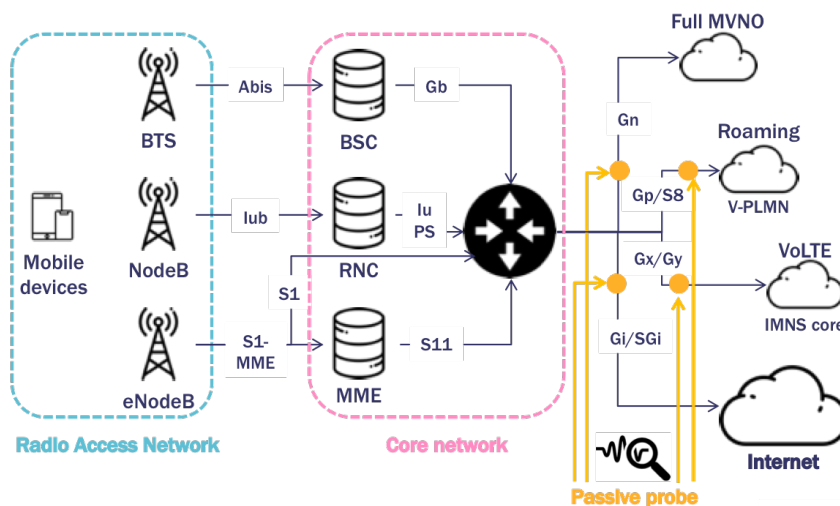 Full MVNO
Abis
Gb
BTS
BSC
Gn
Roaming
Gp/S8
V-PLMN
Iub
Iu
PS
Mobile
devices
NodeB
RNC
Gx/Gy
VoLTE
S1
IMNS core
S1-
MME
S11
Gi/SGi
eNodeB
MME
Radio Access Network
Core network
Internet
Passive probe